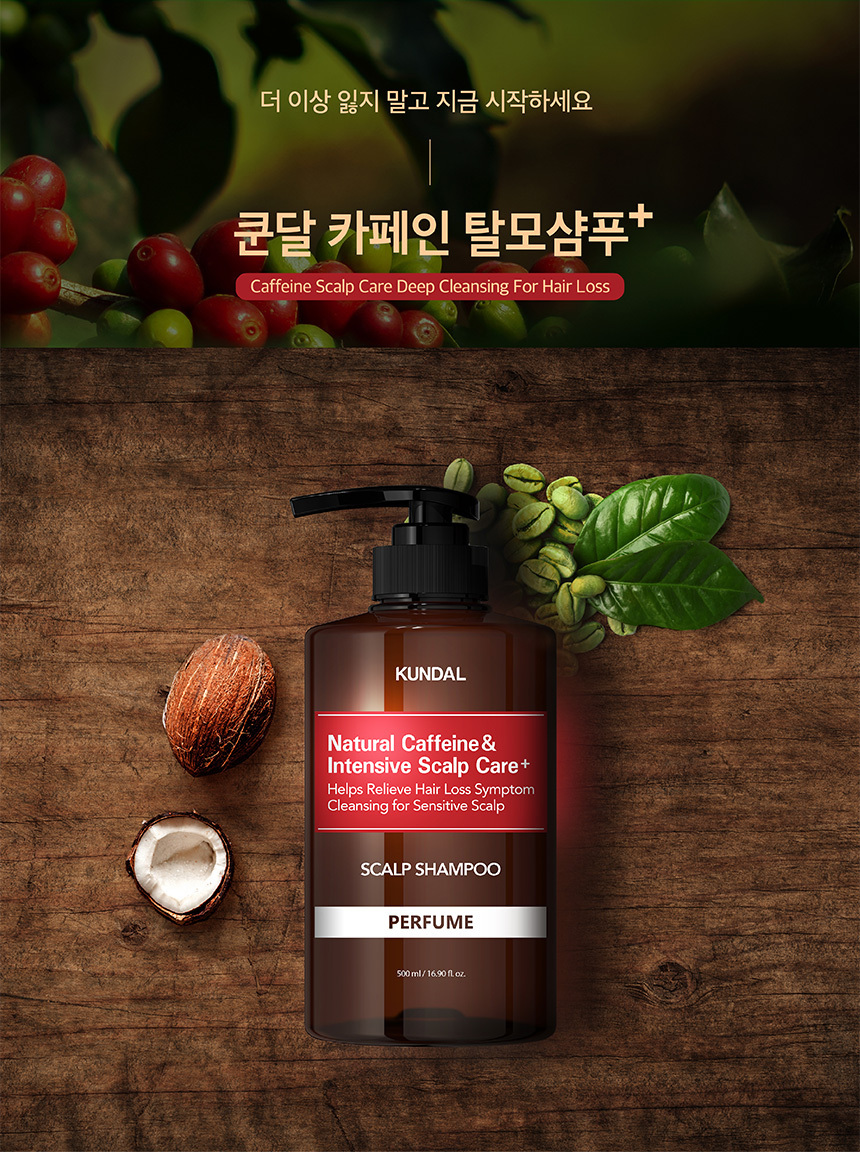 더 이상 잃지 말고 지금 시작하세요
쿤달 카페인 탈모샴푸+
Caffeine Scalp Care Deep Cleansing For Hair Loss
KUNDAL
Natural Caffeine &
Intensive Scalp Care+
Helps Relieve Hair Loss Symptom
Cleansing for Sensitive Scalp
SCALP SHAMPOO
PERFUME
500 ml / 16.90 fl. oz.